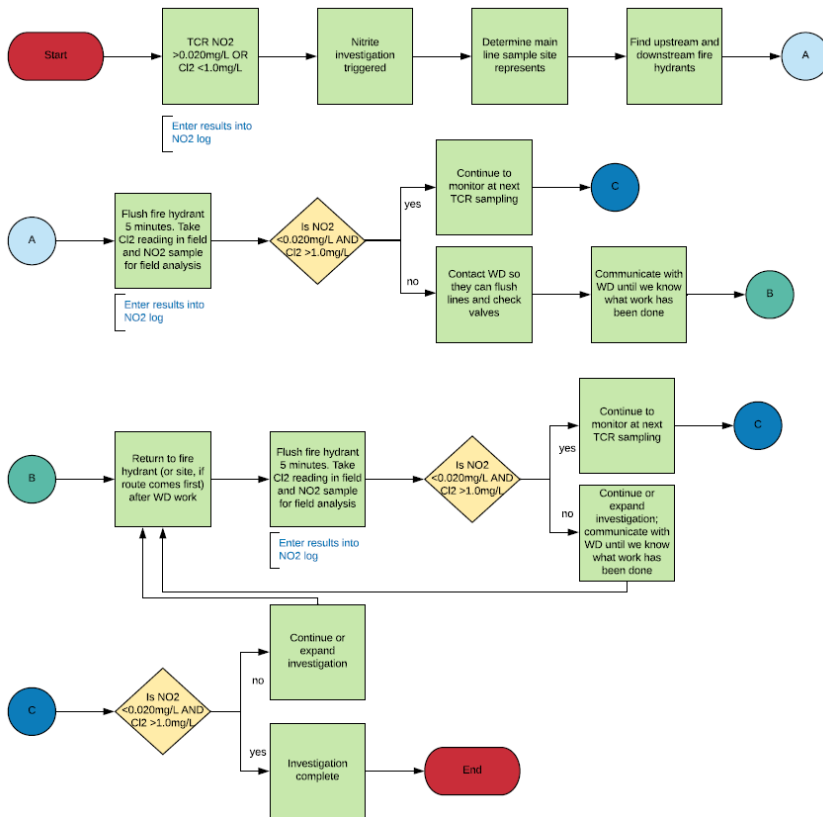 Start
TCR NO2
>0.020mg/L OR
Cl2 <1.0mg/L
Nitrite
investigation
triggered
Determine main
line sample site
represents
Find upstream and
downstream fire
hydrants
A
Enter results into
NO2 log
A
Flush fire hydrant
5 minutes. Take
Cl2 reading in field
and NO2 sample
for field analysis
Enter results into
NO2 log
Is NO2
<0.020mg/L AND
Cl2 >1.0mg/L
yes
Continue to
monitor at next
TCR sampling
C
no
Contact WD so
they can flush
lines and check
valves
Communicate with
WD until we know
what work has
been done
B
B
Return to fire
hydrant (or site, if
route comes first)
after WD work
Flush fire hydrant
5 minutes. Take
Cl2 reading in field
and NO2 sample
for field analysis
Enter results into
NO2 log
Is NO2
<0.020mg/L AND
Cl2 >1.0mg/L
yes
Continue to
monitor at next
TCR sampling
C
no
Continue or
expand
investigation;
communicate with
WD until we know
what work has
been done
C
Is NO2
<0.020mg/L AND
Cl2 >1.0mg/L
no
Continue or
expand
investigation
yes
Investigation
complete
End